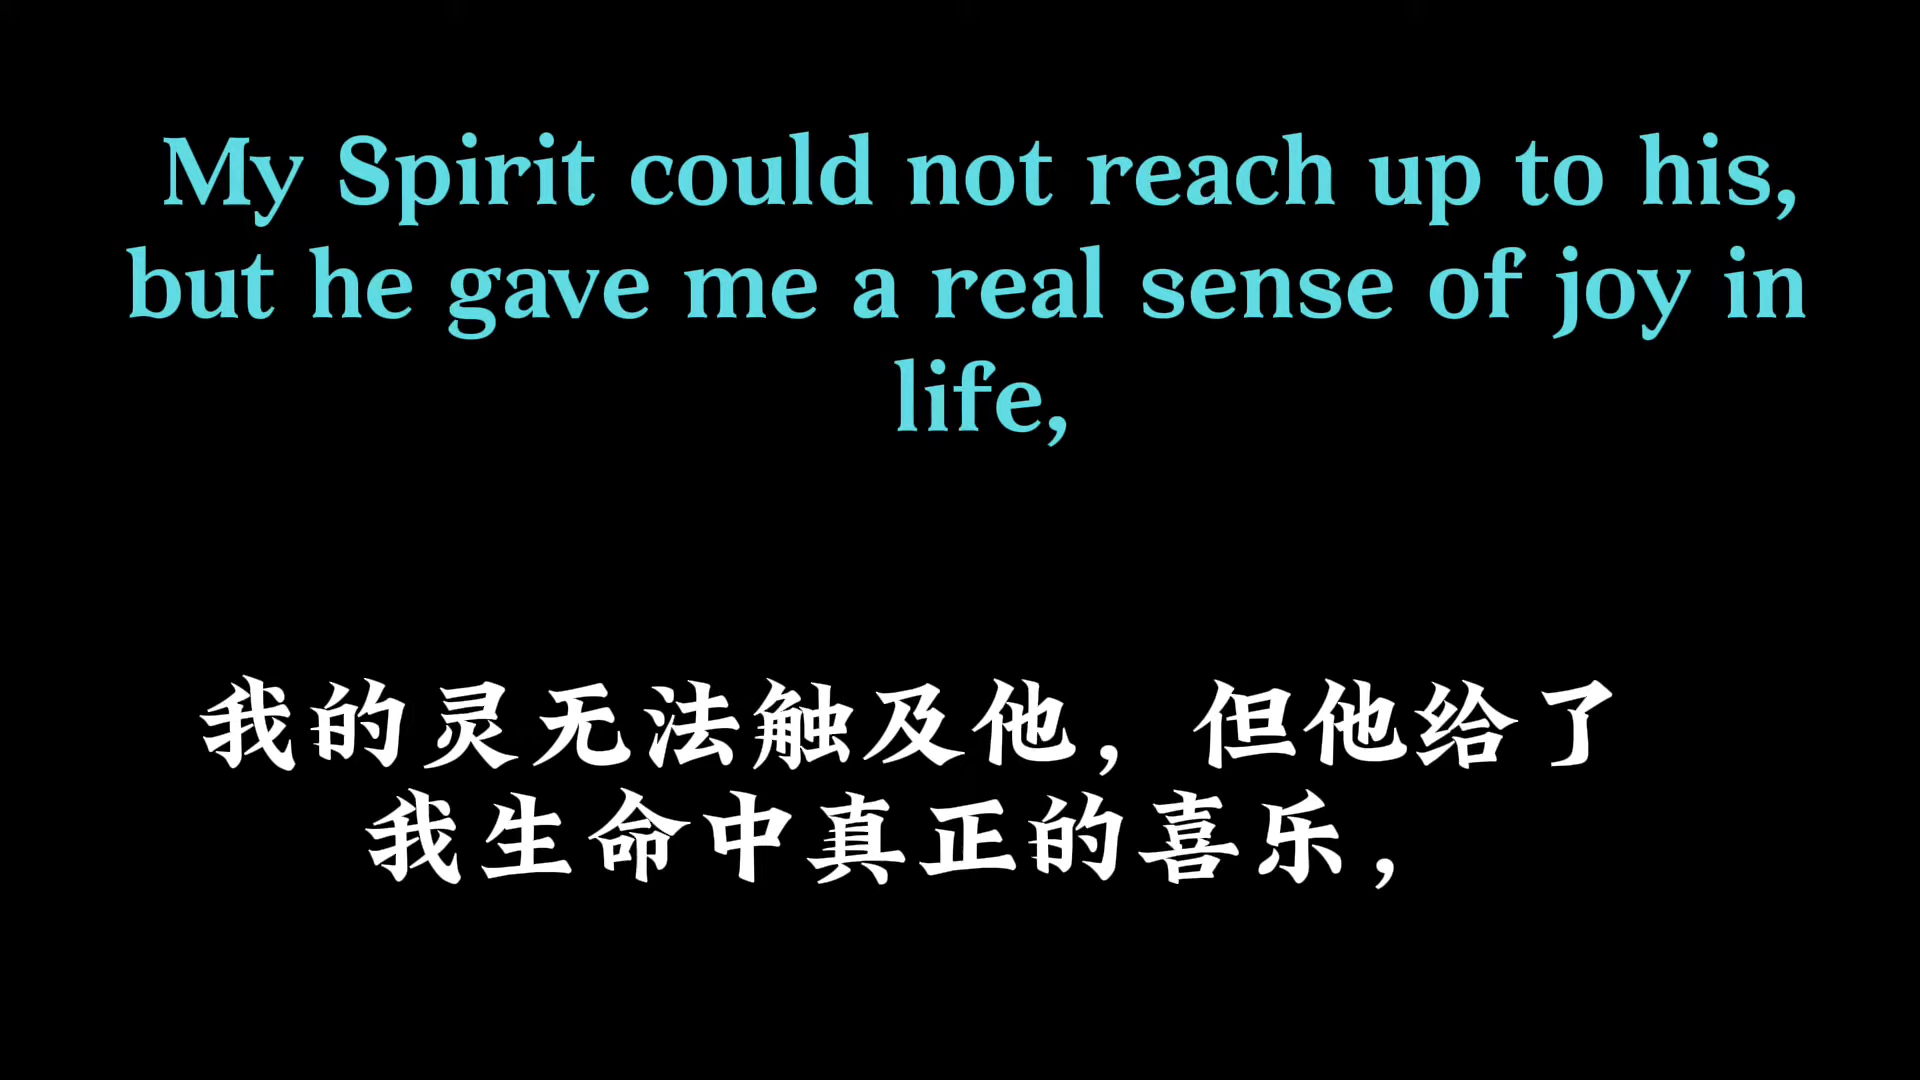 My Spirit could not reach up to his,
but he gave me a real sense of joy in
life,
我的灵无法触及他，但他给了
我生命中真正的喜乐，